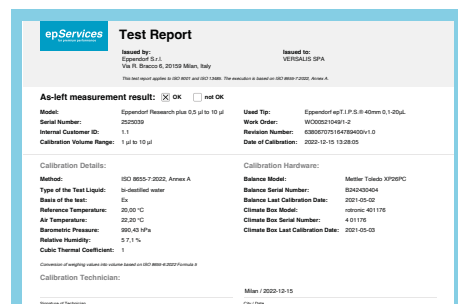 epServices
for premium performance
Test Report
Issued by:
Eppendorf S.r.l.
Via R. Bracco 6, 20159 Milan, Italy
Issued to:
VERSALIS SPA
This test report applies to ISO 9001 and ISO 13485. The execution is based on ISO 8655-7:2022, Annex A.
As-left measurement result: ☒ OK ☐ not OK
Model: Eppendorf Research plus 0,5 µl to 10 µl
Serial Number: 2525039
Internal Customer ID: 1.1
Calibration Volume Range: 1 µl to 10 µl
Used Tip: Eppendorf epT.I.P.S.® 40mm 0,1-20µL
Work Order: WO00521049/1-2
Revision Number: 638067075164789400/v1.0
Date of Calibration: 2022-12-15 13:28:05
Calibration Details:
Method: ISO 8655-7:2022, Annex A
Type of the Test Liquid: bi-destilled water
Basis of the test: Ex
Reference Temperature: 20,00 °C
Air Temperature: 22,20 °C
Barometric Pressure: 990,43 hPa
Relative Humidity: 57,1 %
Cubic Thermal Coefficient: 1
Calibration Hardware:
Balance Model: Mettler Toledo XP26PC
Balance Serial Number: B242430404
Balance Last Calibration Date: 2021-05-02
Climate Box Model: rotronic 401176
Climate Box Serial Number: 4 01176
Climate Box Last Calibration Date: 2021-05-03
Conversion of weighing values into volume based on ISO 8655-6:2022 Formula 5
Calibration Technician:
Milan / 2022-12-15
Signature of Technician
City / Date